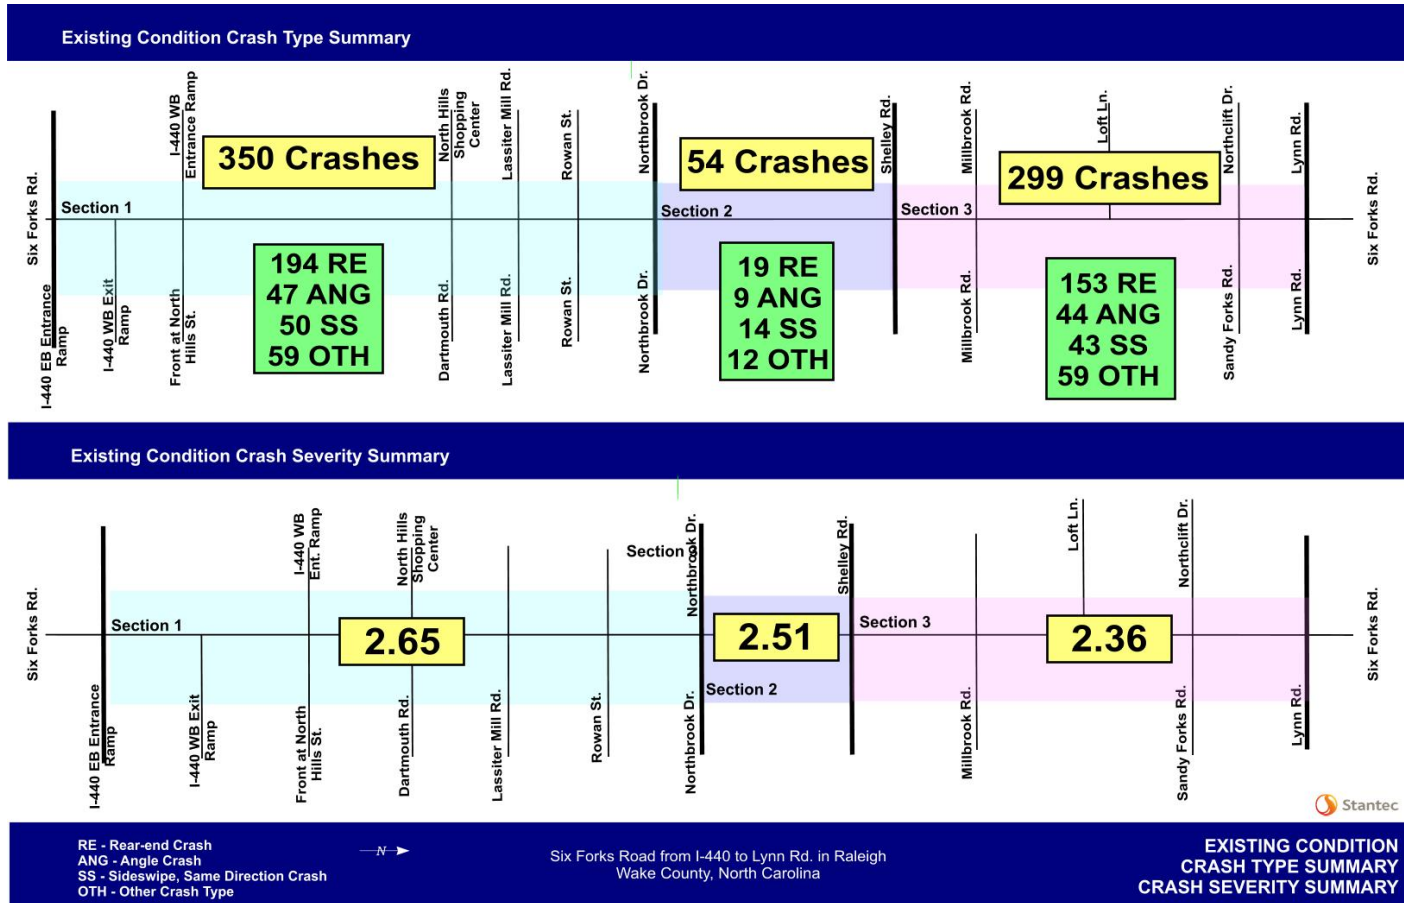 Existing Condition Crash Type Summary
Six Forks Rd.
I-440 EB Entrance
Ramp
Section 1
I-440 WB Exit
Ramp
I-440 WB
Entrance Ramp
Front at North
Hills St.
350 Crashes
194 RE
47 ANG
50 SS
59 OTH
North Hills
Shopping
Center
Dartmouth Rd.
Lassiter Mill Rd.
Lassiter Mill Rd.
Rowan St.
Rowan St.
Northbrook Dr.
Northbrook Dr.
Section 2
54 Crashes
19 RE
9 ANG
14 SS
12 OTH
Shelley Rd.
Section 3
Millbrook Rd.
Millbrook Rd.
Loft Ln.
299 Crashes
153 RE
44 ANG
43 SS
59 OTH
Northclift Dr.
Sandy Forks Rd.
Lynn Rd.
Lynn Rd.
Six Forks Rd.
Existing Condition Crash Severity Summary
Six Forks Rd.
I-440 EB Entrance
Ramp
Section 1
I-440 WB Exit
Ramp
I-440 WB
Ent. Ramp
Front at North
Hills St.
2.65
North Hills
Shopping
Center
Dartmouth Rd.
Lassiter Mill Rd.
Rowan St.
Section
Northbrook Dr.
Northbrook Dr.
2.51
Section 2
Shelley Rd.
Section 3
Millbrook Rd.
Loft Ln.
2.36
Northclift Dr.
Sandy Forks Rd.
Lynn Rd.
Six Forks Rd.
Stantec
RE - Rear-end Crash
ANG - Angle Crash
SS - Sideswipe, Same Direction Crash
OTH - Other Crash Type
N
Six Forks Road from I-440 to Lynn Rd. in Raleigh
Wake County, North Carolina
EXISTING CONDITION
CRASH TYPE SUMMARY
CRASH SEVERITY SUMMARY